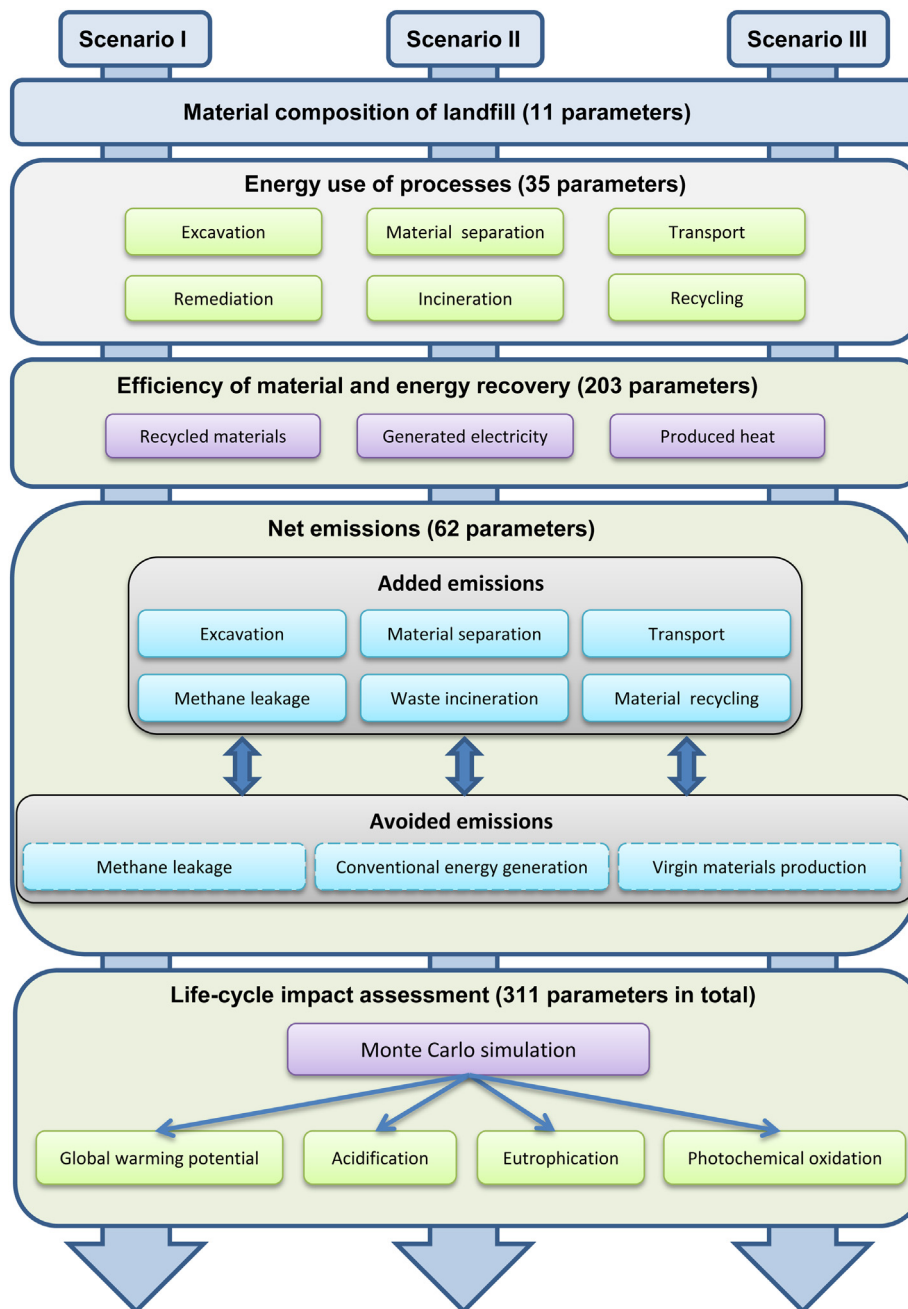 Scenario I
Scenario II
Scenario III
Material composition of landfill (11 parameters)
Energy use of processes (35 parameters)
Excavation
Material separation
Transport
Remediation
Incineration
Recycling
Efficiency of material and energy recovery (203 parameters)
Recycled materials
Generated electricity
Produced heat
Net emissions (62 parameters)
Added emissions
Excavation
Material separation
Transport
Methane leakage
Waste incineration
Material recycling
Avoided emissions
Methane leakage
Conventional energy generation
Virgin materials production
Life-cycle impact assessment (311 parameters in total)
Monte Carlo simulation
Global warming potential
Acidification
Eutrophication
Photochemical oxidation